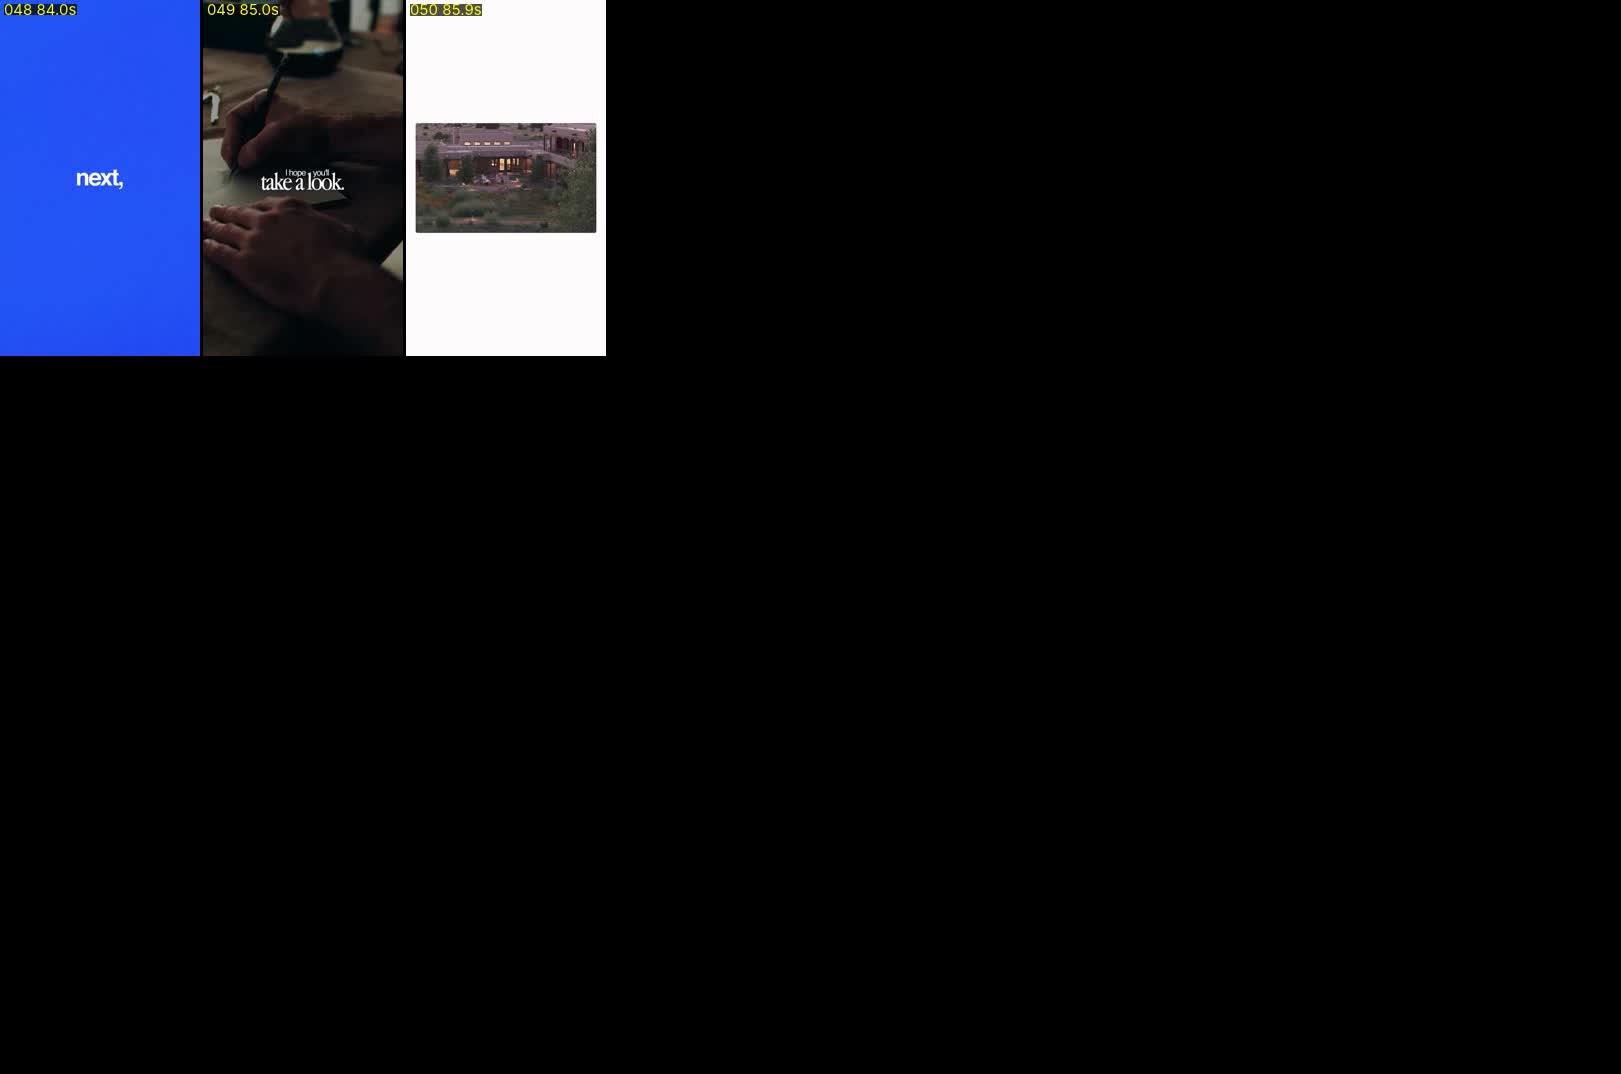 048 84.0s
next,
049 85.0s
I hope you'll
take a look.
050 85.9s